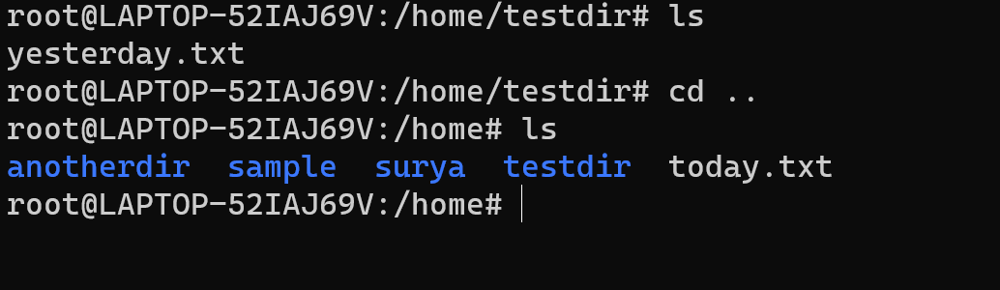 root@LAPTOP-52IAJ69V:/home/testdir# ls
yesterday.txt
root@LAPTOP-52IAJ69V:/home/testdir# cd ..
root@LAPTOP-52IAJ69V:/home# ls
anotherdir  sample  surya  testdir  today.txt
root@LAPTOP-52IAJ69V:/home#